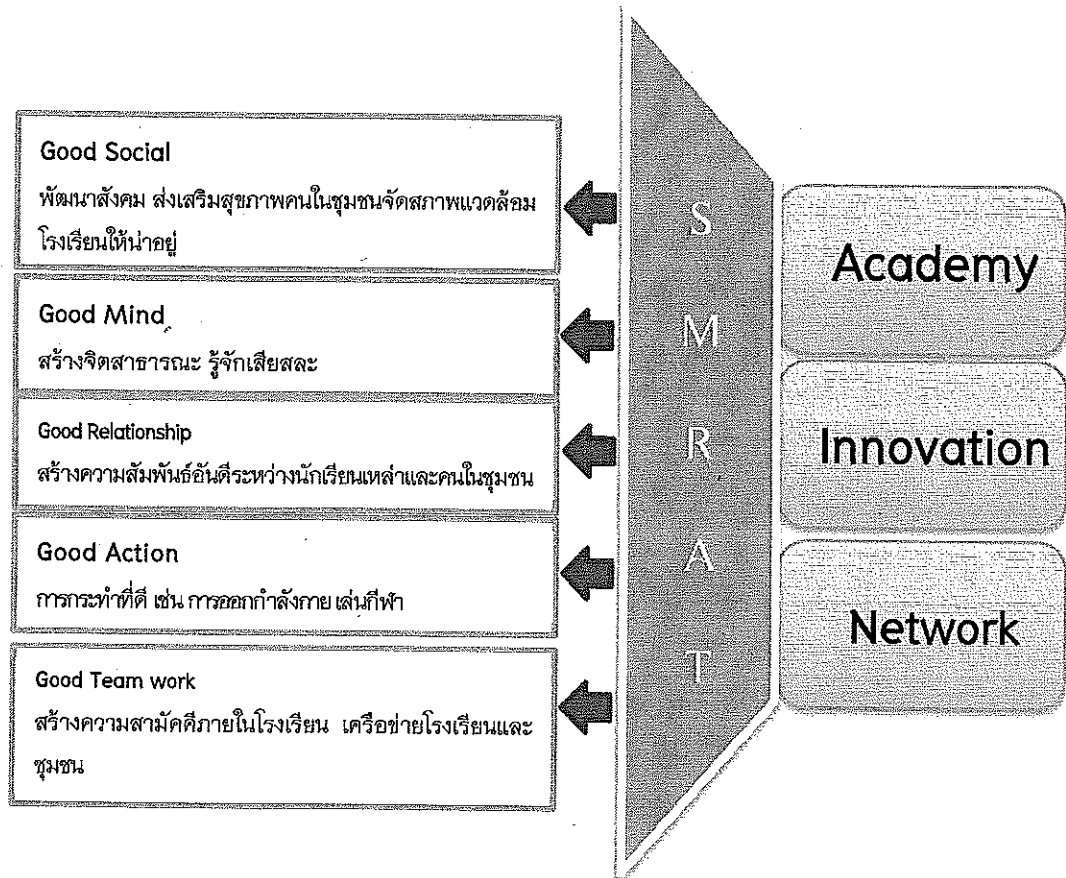 Good Social
พัฒนาสังคม ส่งเสริมสุขภาพคนในชุมชนจัดสภาพแวดล้อม
โรงเรียนให้น่าอยู่
Good Mind
สร้างจิตสาธารณะ รู้จักเสียสละ
Good Relationship
สร้างความสัมพันธ์อันดีระหว่างนักเรียนเหล่าและคนในชุมชน
Good Action
การกระทำที่ดี เช่น การออกกำลังกาย เล่นกีฬา
Good Team work
สร้างความสามัคคีภายในโรงเรียน เครือข่ายโรงเรียนและ
ชุมชน
S
M
R
A
T
Academy
Innovation
Network